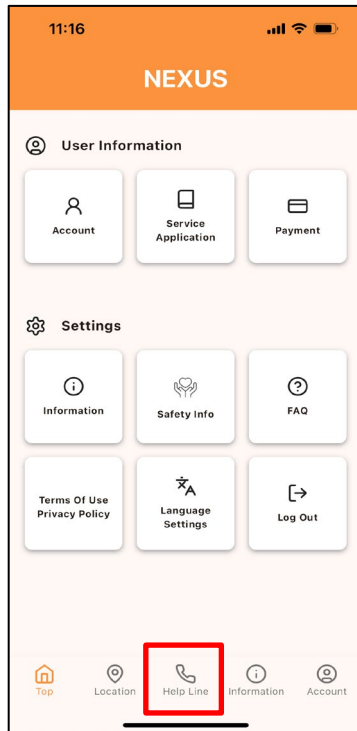 11:16
NEXUS
User Information
Account
Service
Application
Payment
Settings
Information
Safety Info
FAQ
Terms Of Use
Privacy Policy
Language
Settings
Log Out
Top
Location
Help Line
Information
Account